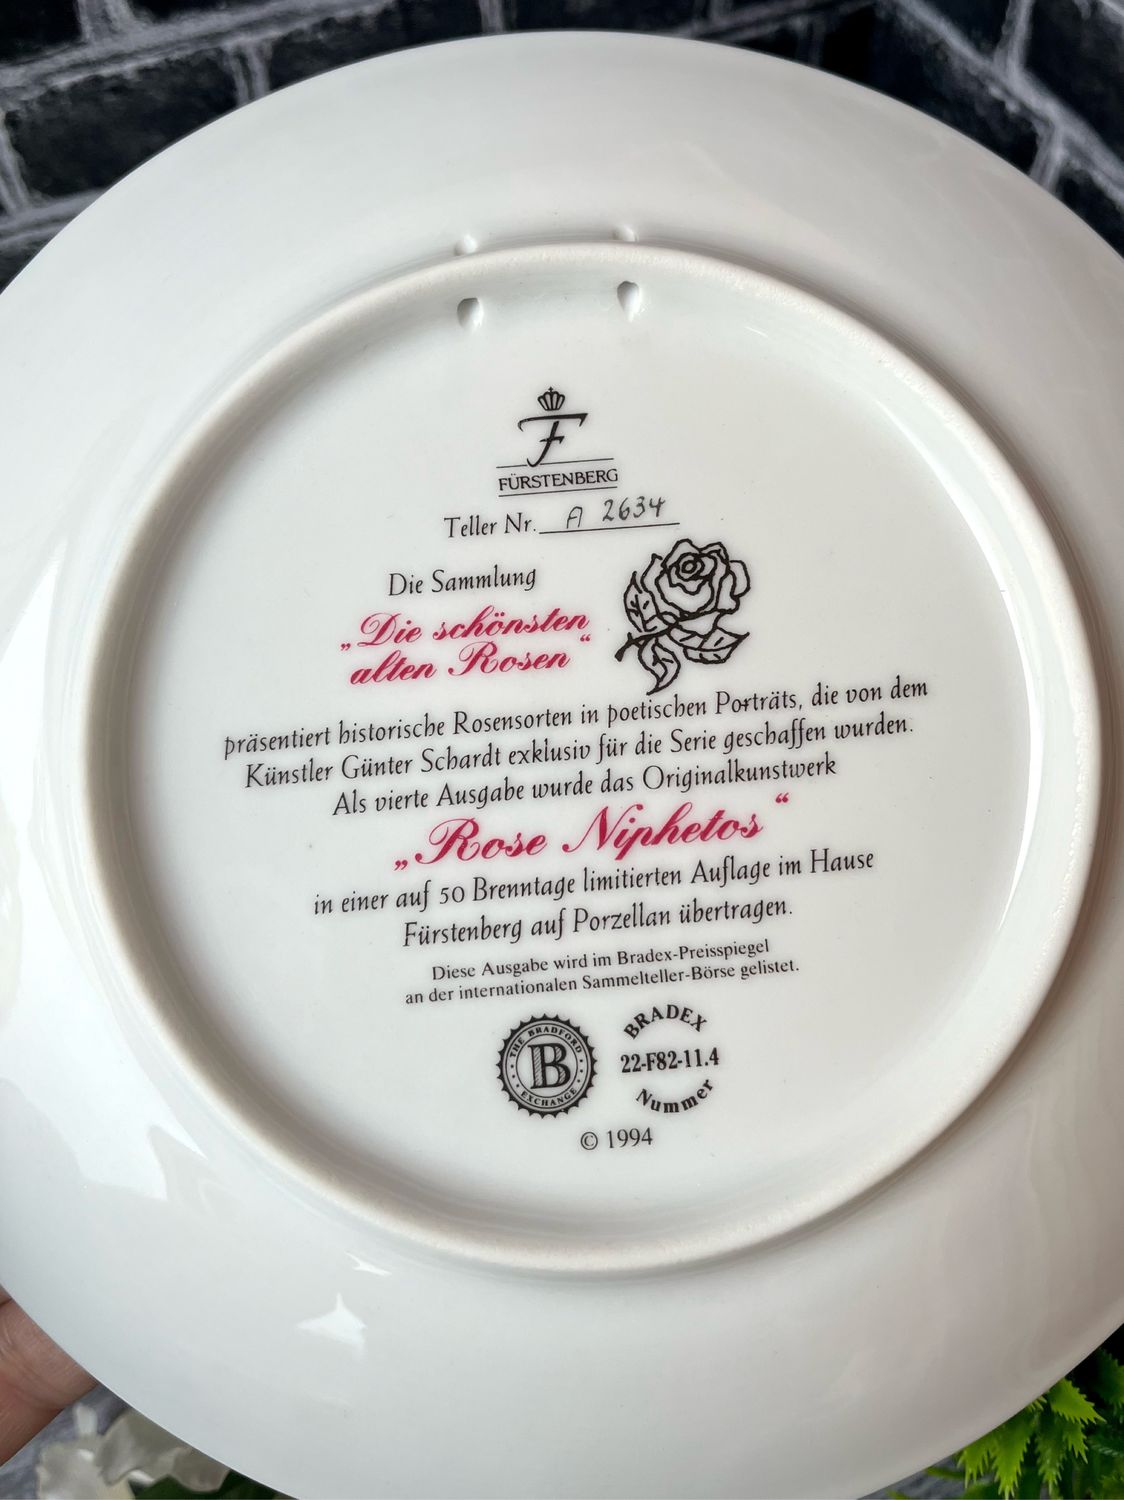 F
FÜRSTENBERG
Teller Nr. A 2634
Die Sammlung
„Die schönsten
alten Rosen“
präsentiert historische Rosensorten in poetischen Porträts, die von dem
Künstler Günter Schardt exklusiv für die Serie geschaffen wurden.
Als vierte Ausgabe wurde das Originalkunstwerk
„Rose Niphetos“
in einer auf 50 Brenntage limitierten Auflage im Hause
Fürstenberg auf Porzellan übertragen.
Diese Ausgabe wird im Bradex-Preisspiegel
an der internationalen Sammelteller-Börse gelistet.
THE BRADFORD
B
EXCHANGE
BRADEX
22-F82-11.4
Nummer
© 1994